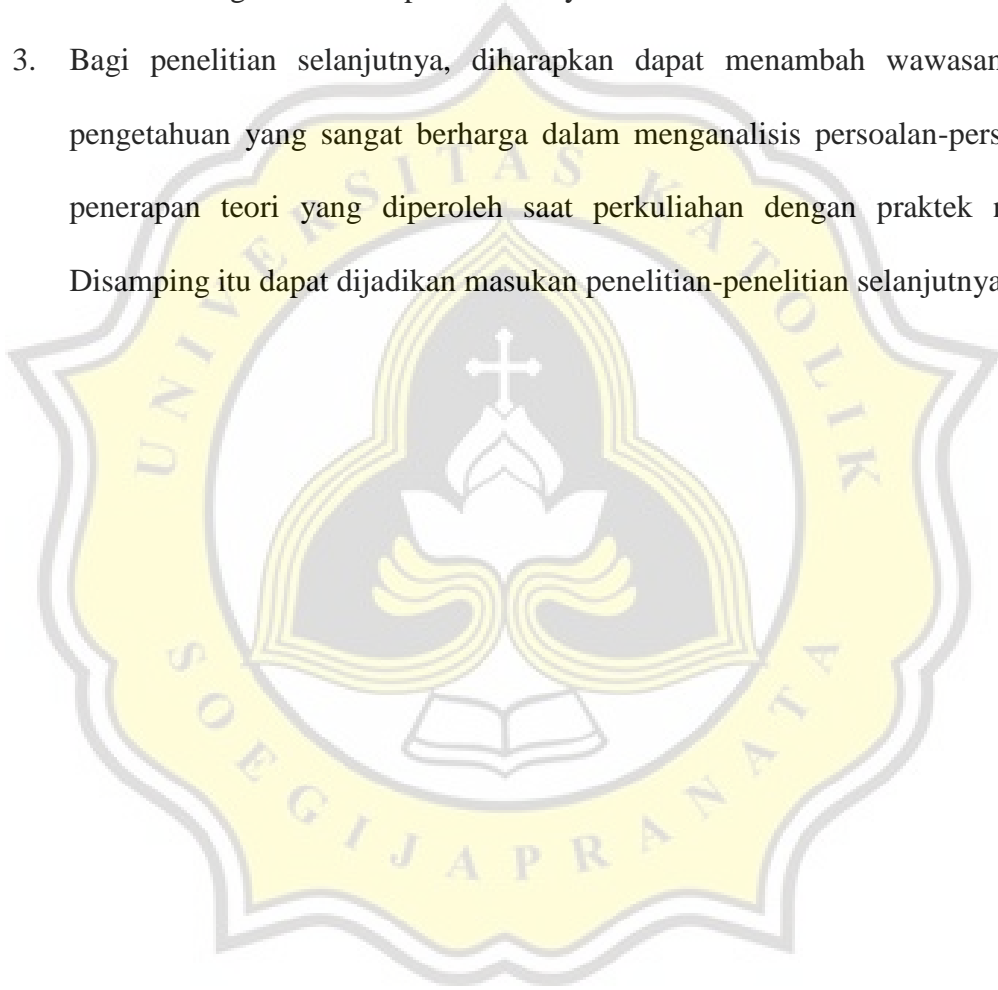 3. Bagi penelitian selanjutnya, diharapkan dapat menambah wawasan
pengetahuan yang sangat berharga dalam menganalisis persoalan-pers
penerapan teori yang diperoleh saat perkuliahan dengan praktek
Disamping itu dapat dijadikan masukan penelitian-penelitian selanjutnya
UNIVERSITAS KATOLIK
SOEGIJAPRANATA